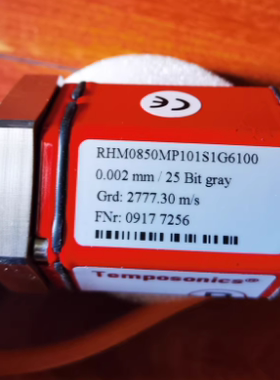 CE
RHM0850MP101S1G6100
0.002 mm / 25 Bit gray
Grd: 2777.30 m/s
FNr: 0917 7256
Temposonics®